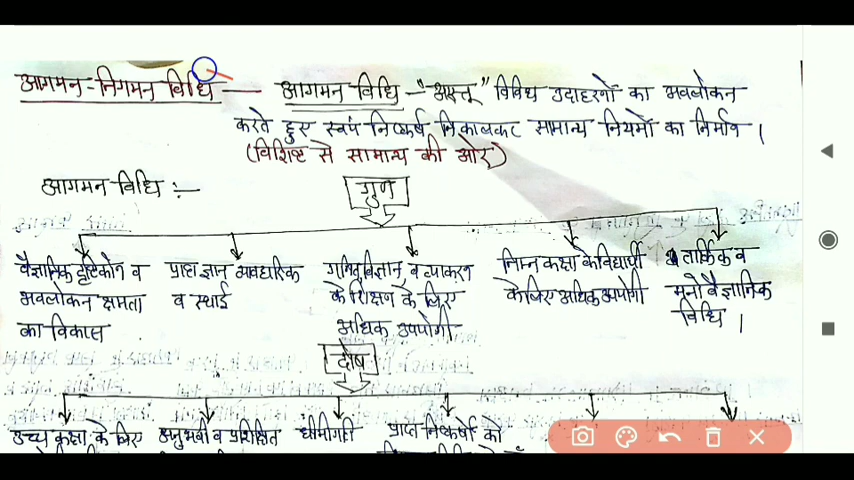 आगमन-निगमन विधि — आगमन विधि - "अरस्तू" विविध उदाहरणों का अवलोकन
करते हुए स्वयं निष्कर्ष निकालकर सामान्य नियमों का निर्माण।
(विशिष्ट से सामान्य की ओर)
आगमन विधि :-
गुण
वैज्ञानिक दृष्टिकोन व
अवलोकन क्षमता
का विकास
प्राप्त ज्ञान व्यवहारिक
व स्थाई
गणित, विज्ञान, व व्याकरण
के शिक्षण के लिए
अधिक उपयोगी
निम्न कक्षा के विद्यार्थी
के लिए अधिक उपयोगी
तार्किक व
मनोवैज्ञानिक
विधि।
दोष
उच्च कक्षा के लिए
अनुभवी व प्रशिक्षित
धीमीगति
प्राप्त निष्कर्षों को